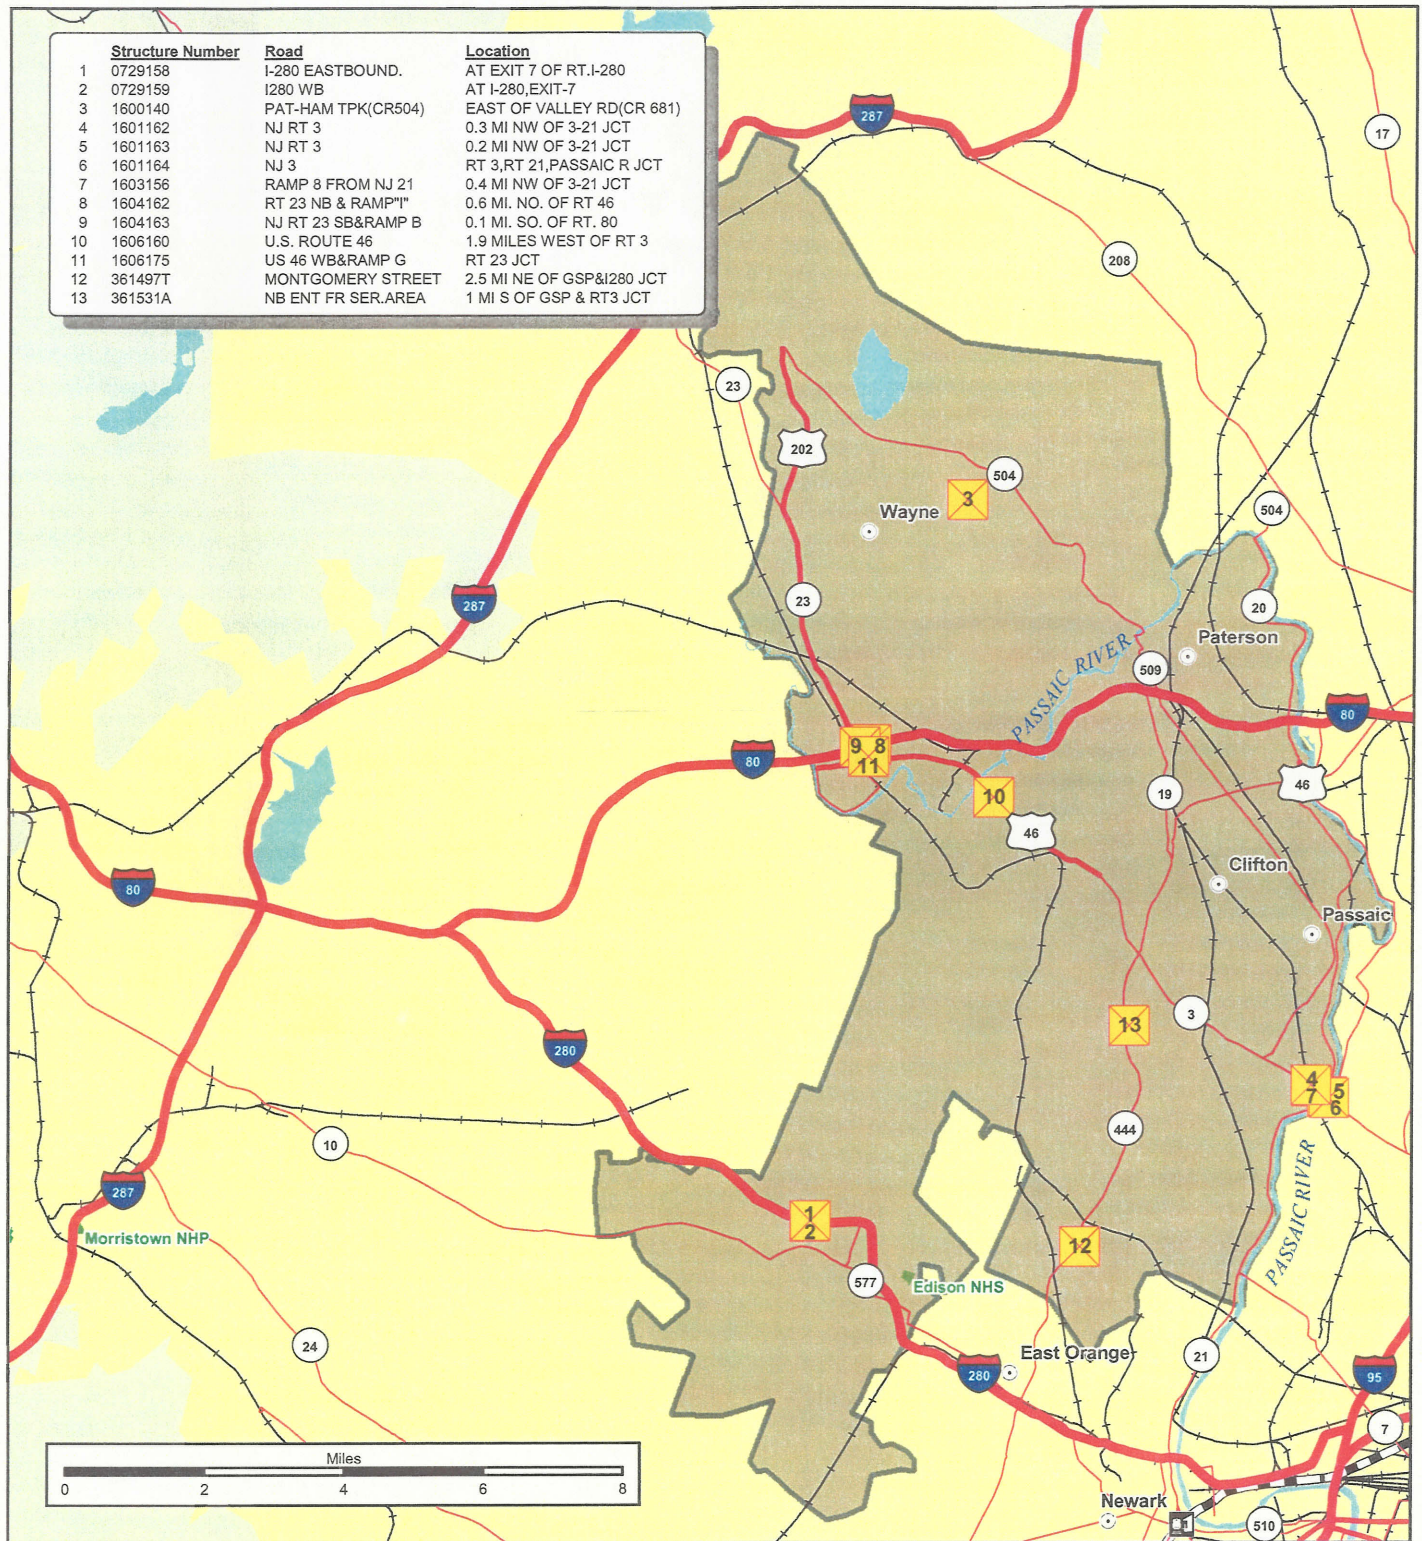 Structure Number Road Location
1 0729158 I-280 EASTBOUND. AT EXIT 7 OF RT.I-280
2 0729159 I280 WB AT I-280,EXIT-7
3 1600140 PAT-HAM TPK(CR504) EAST OF VALLEY RD(CR 681)
4 1601162 NJ RT 3 0.3 MI NW OF 3-21 JCT
5 1601163 NJ RT 3 0.2 MI NW OF 3-21 JCT
6 1601164 NJ 3 RT 3,RT 21,PASSAIC R JCT
7 1603156 RAMP 8 FROM NJ 21 0.4 MI NW OF 3-21 JCT
8 1604162 RT 23 NB & RAMP"I" 0.6 MI. NO. OF RT 46
9 1604163 NJ RT 23 SB&RAMP B 0.1 MI. SO. OF RT. 80
10 1606160 U.S. ROUTE 46 1.9 MILES WEST OF RT 3
11 1606175 US 46 WB&RAMP G RT 23 JCT
12 361497T MONTGOMERY STREET 2.5 MI NE OF GSP&I280 JCT
13 361531A NB ENT FR SER.AREA 1 MI S OF GSP & RT3 JCT
287
17
208
23
202
504
3
Wayne
504
287
23
20
Paterson
PASSAIC RIVER
509
80
9 8
11
80
46
19
10
46
80
Clifton
Passaic
3
13
280
4
7
5
6
444
10
287
PASSAIC RIVER
1
2
Morristown NHP
12
577
Edison NHS
24
East Orange
21
280
95
7
Miles
0 2 4 6 8
Newark
510